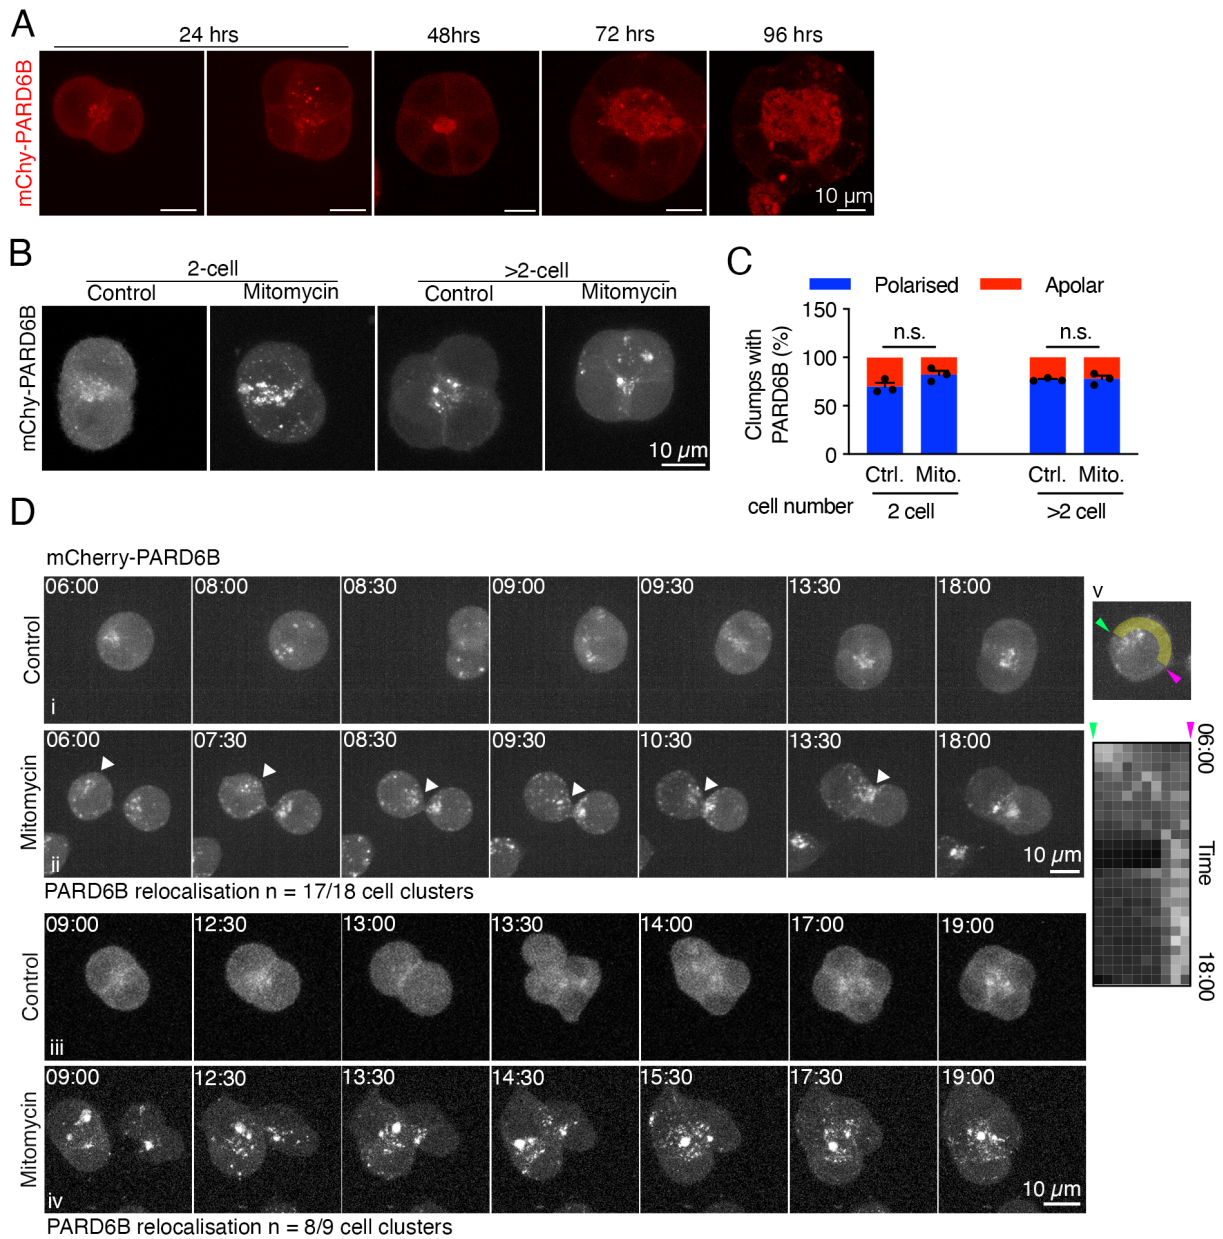 A
24 hrs
48hrs
72 hrs
96 hrs
mChy-PARD6B
10 µm
B
2-cell
>2-cell
Control
Mitomycin
Control
Mitomycin
mChy-PARD6B
10 µm
C
Polarised
Apolar
Clumps with
PARD6B (%)
150
100
50
0
n.s.
n.s.
Ctrl.
Mito.
Ctrl.
Mito.
cell number
2 cell
>2 cell
D
mCherry-PARD6B
Control
06:00
08:00
08:30
09:00
09:30
13:30
18:00
i
Mitomycin
06:00
07:30
08:30
09:30
10:30
13:30
18:00
ii
10 µm
PARD6B relocalisation n = 17/18 cell clusters
Control
09:00
12:30
13:00
13:30
14:00
17:00
19:00
iii
Mitomycin
09:00
12:30
13:30
14:30
15:30
17:30
19:00
iv
10 µm
PARD6B relocalisation n = 8/9 cell clusters
v
06:00
Time
18:00